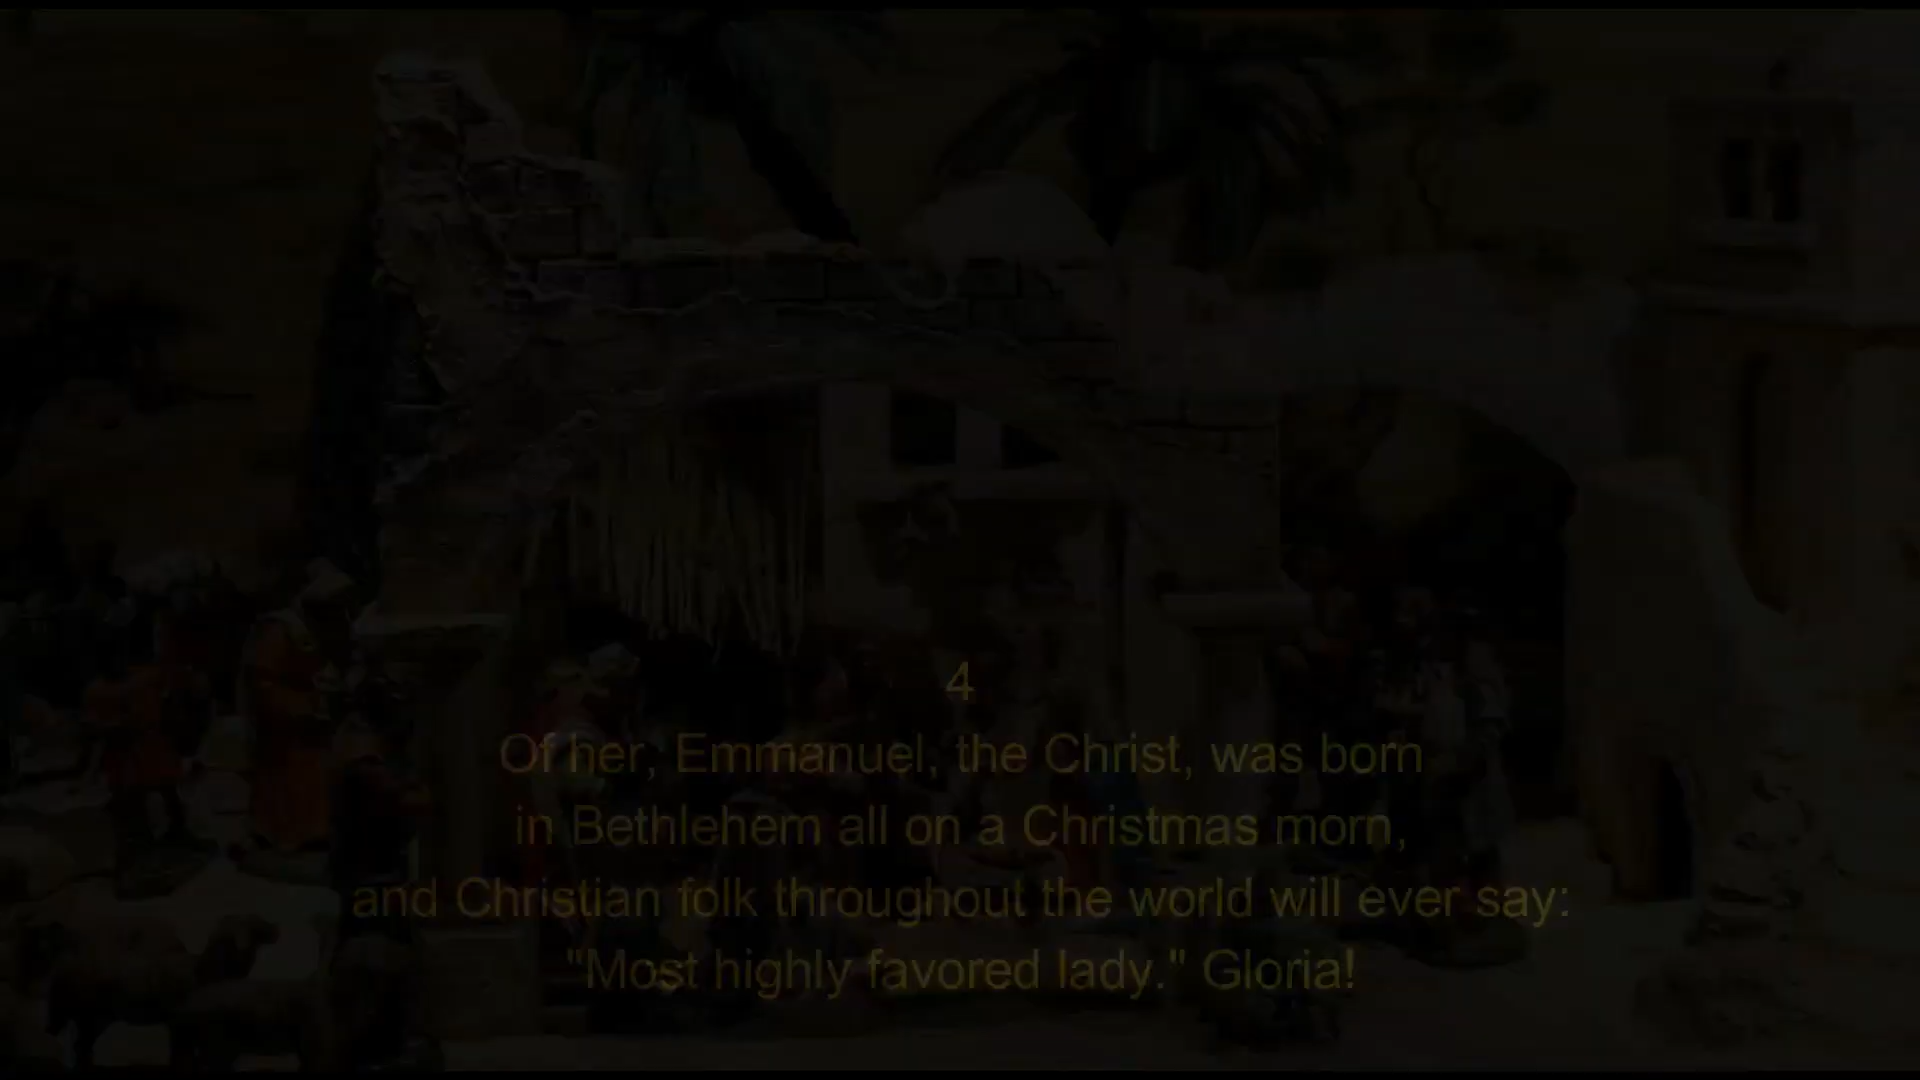 4
Of her, Emmanuel, the Christ, was born
in Bethlehem all on a Christmas morn,
and Christian folk throughout the world will ever say:
"Most highly favored lady." Gloria!